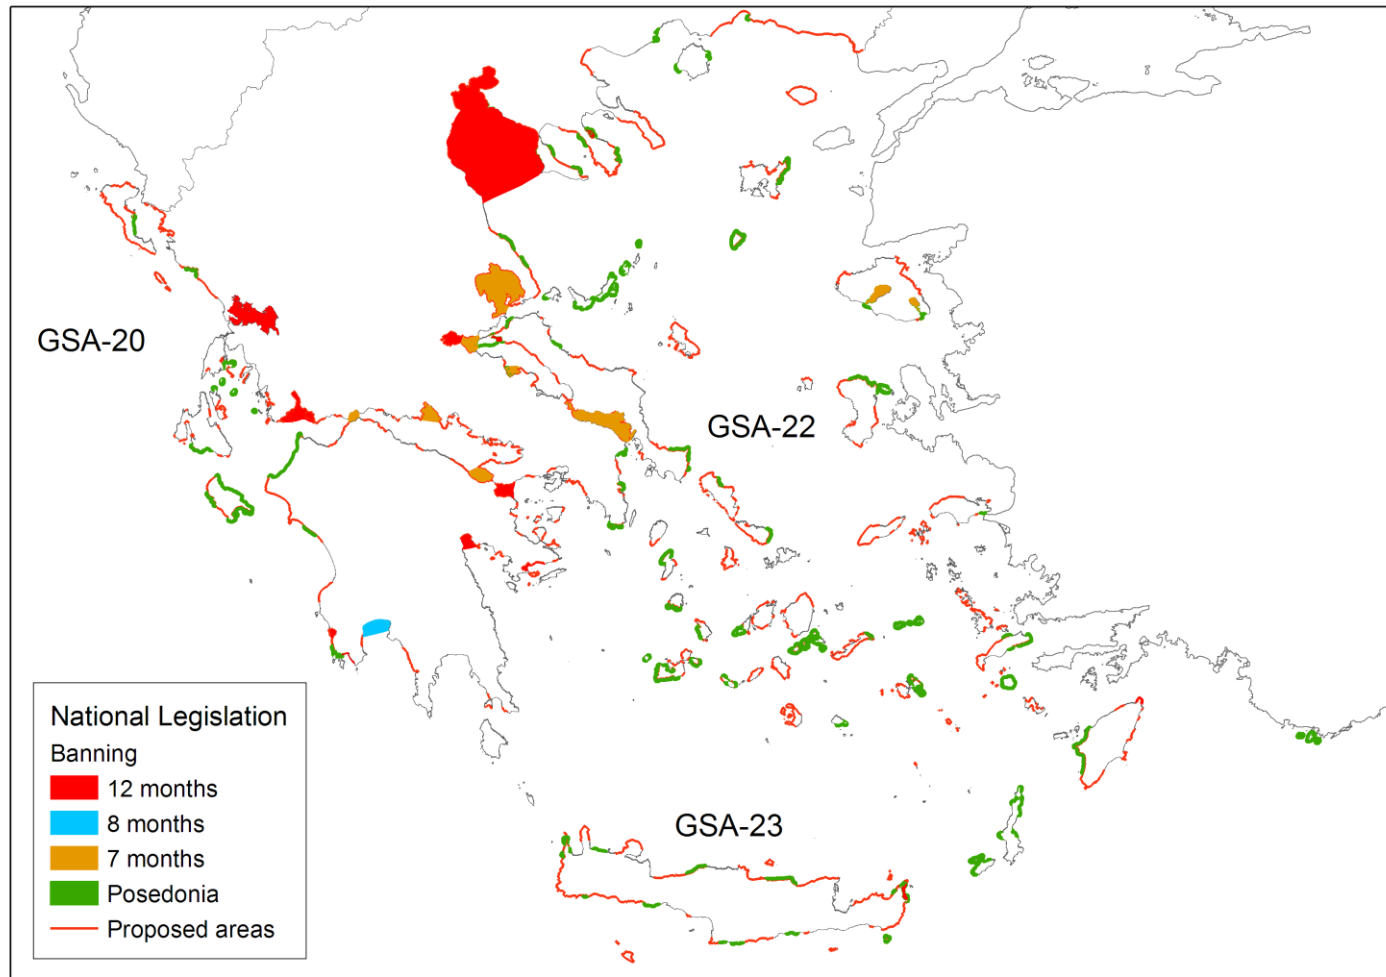 GSA-20
GSA-22
GSA-23
National Legislation
Banning
12 months
8 months
7 months
Posedonia
Proposed areas